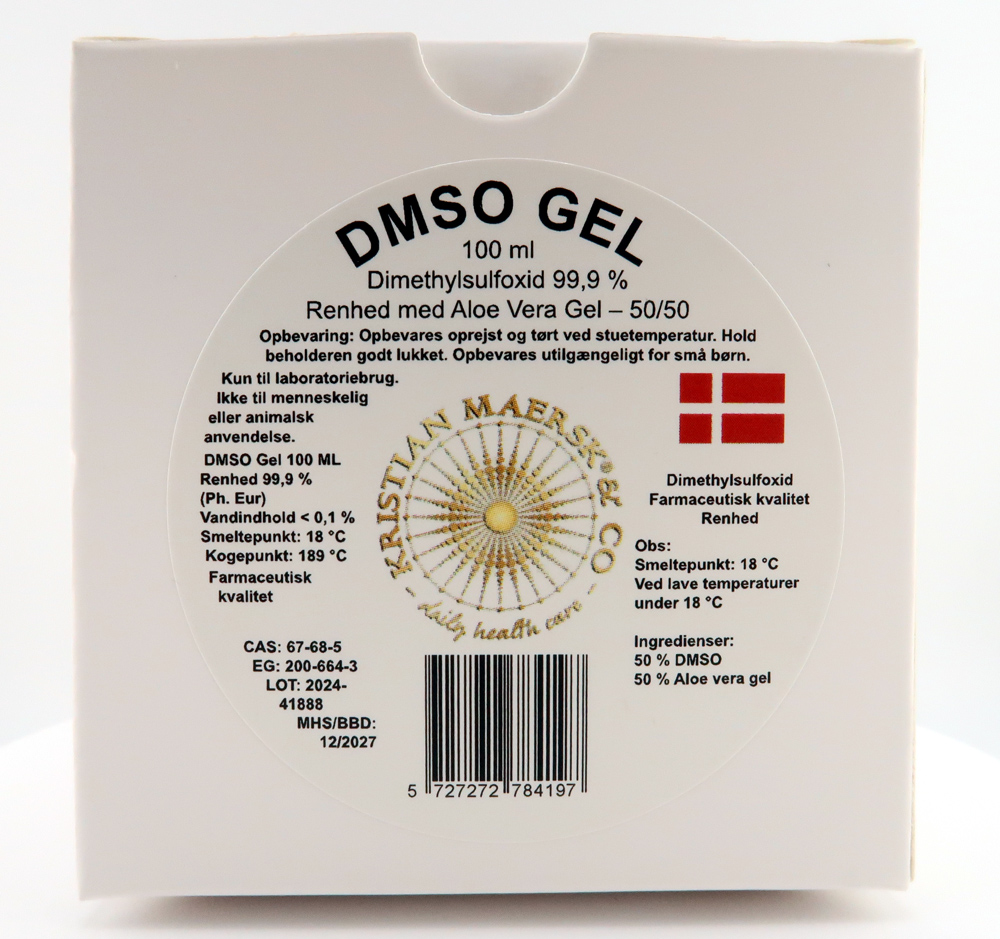 DMSO GEL
100 ml
Dimethylsulfoxid 99,9 %
Renhed med Aloe Vera Gel – 50/50
Opbevaring: Opbevares oprejst og tørt ved stuetemperatur. Hold
beholderen godt lukket. Opbevares utilgængeligt for små børn.
Kun til laboratoriebrug.
Ikke til menneskelig
eller animalsk
anvendelse.
DMSO Gel 100 ML
Renhed 99,9 %
(Ph. Eur)
Vandindhold < 0,1 %
Smeltepunkt: 18 °C
Kogepunkt: 189 °C
Farmaceutisk
kvalitet
CAS: 67-68-5
EG: 200-664-3
LOT: 2024-
41888
MHS/BBD:
12/2027
KRISTIAN MAERSK® & CO
- daily health care -
5 727272 784197
Dimethylsulfoxid
Farmaceutisk kvalitet
Renhed
Obs:
Smeltepunkt: 18 °C
Ved lave temperaturer
under 18 °C
Ingredienser:
50 % DMSO
50 % Aloe vera gel